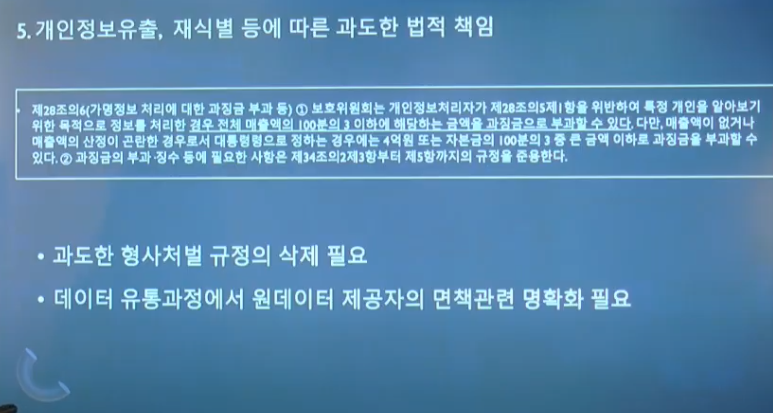 5. 개인정보유출, 재식별 등에 따른 과도한 법적 책임
• 제28조의6(가명정보 처리에 대한 과징금 부과 등) ① 보호위원회는 개인정보처리자가 제28조의5제1항을 위반하여 특정 개인을 알아보기
위한 목적으로 정보를 처리한 경우 전체 매출액의 100분의 3 이하에 해당하는 금액을 과징금으로 부과할 수 있다. 다만, 매출액이 없거나
매출액의 산정이 곤란한 경우로서 대통령령으로 정하는 경우에는 4억원 또는 자본금의 100분의 3 중 큰 금액 이하로 과징금을 부과할 수
있다. ② 과징금의 부과·징수 등에 필요한 사항은 제34조의2제3항부터 제5항까지의 규정을 준용한다.
• 과도한 형사처벌 규정의 삭제 필요
• 데이터 유통과정에서 원데이터 제공자의 면책관련 명확화 필요